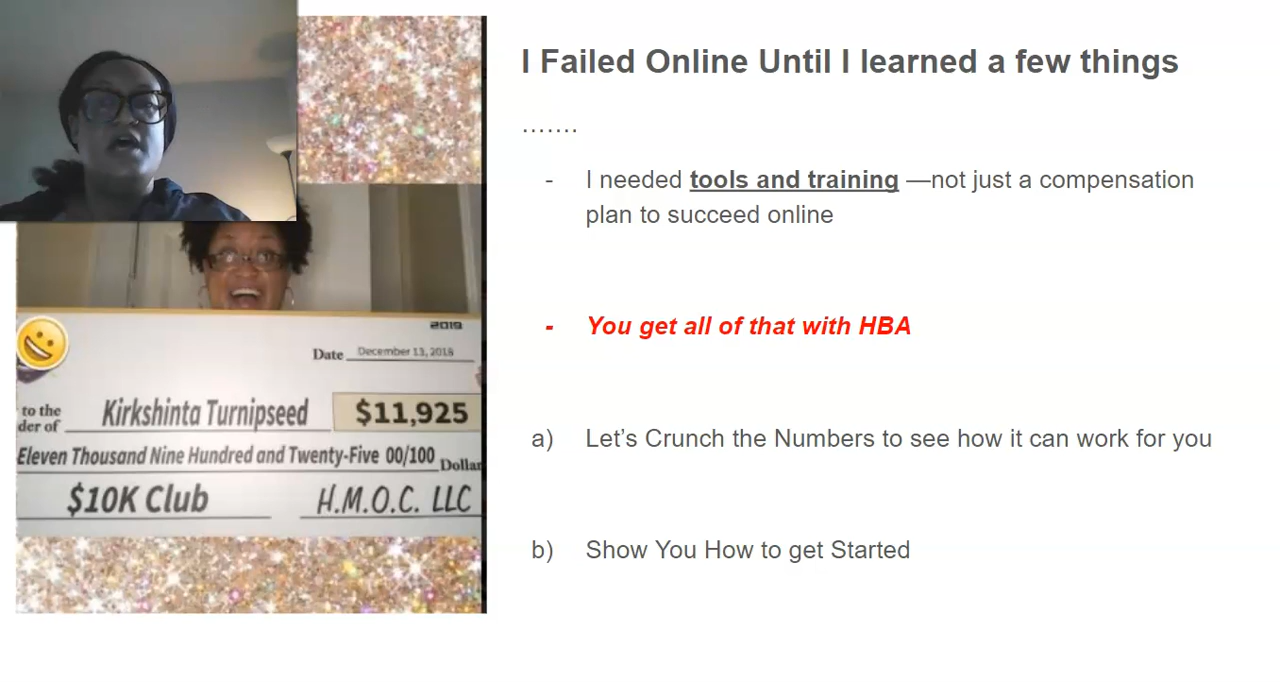 I Failed Online Until I learned a few things
.......
- I needed tools and training —not just a compensation
plan to succeed online
- You get all of that with HBA
a) Let's Crunch the Numbers to see how it can work for you
b) Show You How to get Started
2019
Date December 13, 2018
to the
der of Kirkshinta Turnipseed $11,925
Eleven Thousand Nine Hundred and Twenty-Five 00/100 Dollar
$10K Club H.M.O.C. LLC